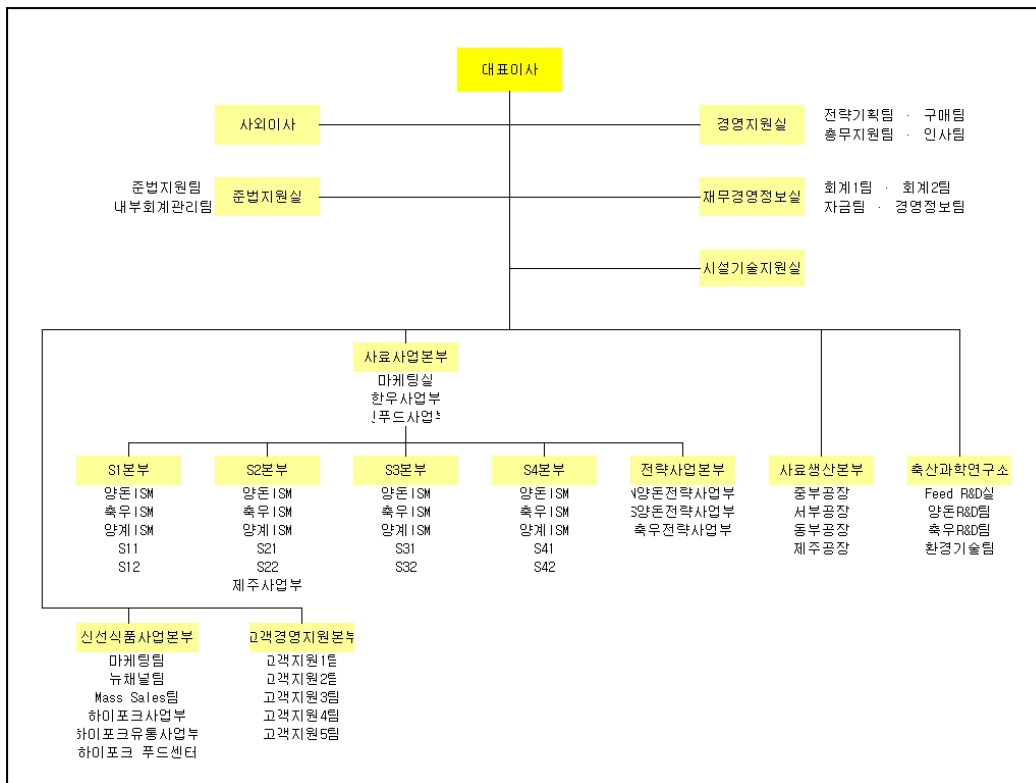 대표이사
사외이사
경영지원실
전략기획팀 · 구매팀
총무지원팀 · 인사팀
준법지원팀
내부회계관리팀
준법지원실
재무경영정보실
회계1팀 · 회계2팀
자금팀 · 경영정보팀
시설기술지원실
사료사업본부
마케팅실
한우사업부
S1본부
양돈ISM
축우ISM
양계ISM
S11
S12
S2본부
양돈ISM
축우ISM
양계ISM
S21
S22
제주사업부
S3본부
양돈ISM
축우ISM
양계ISM
S31
S32
S4본부
양돈ISM
축우ISM
양계ISM
S41
S42
전략사업본부
N양돈전략사업부
S양돈전략사업부
축우전략사업부
사료생산본부
중부공장
서부공장
동부공장
제주공장
축산과학연구소
Feed R&D실
양돈R&D팀
축우R&D팀
환경기술팀
신선식품사업본부
마케팅팀
뉴채널팀
Mass Sales팀
하이포크사업부
하이포크유통사업부
하이포크 푸드센터
고객경영지원본부
고객지원1팀
고객지원2팀
고객지원3팀
고객지원4팀
고객지원5팀